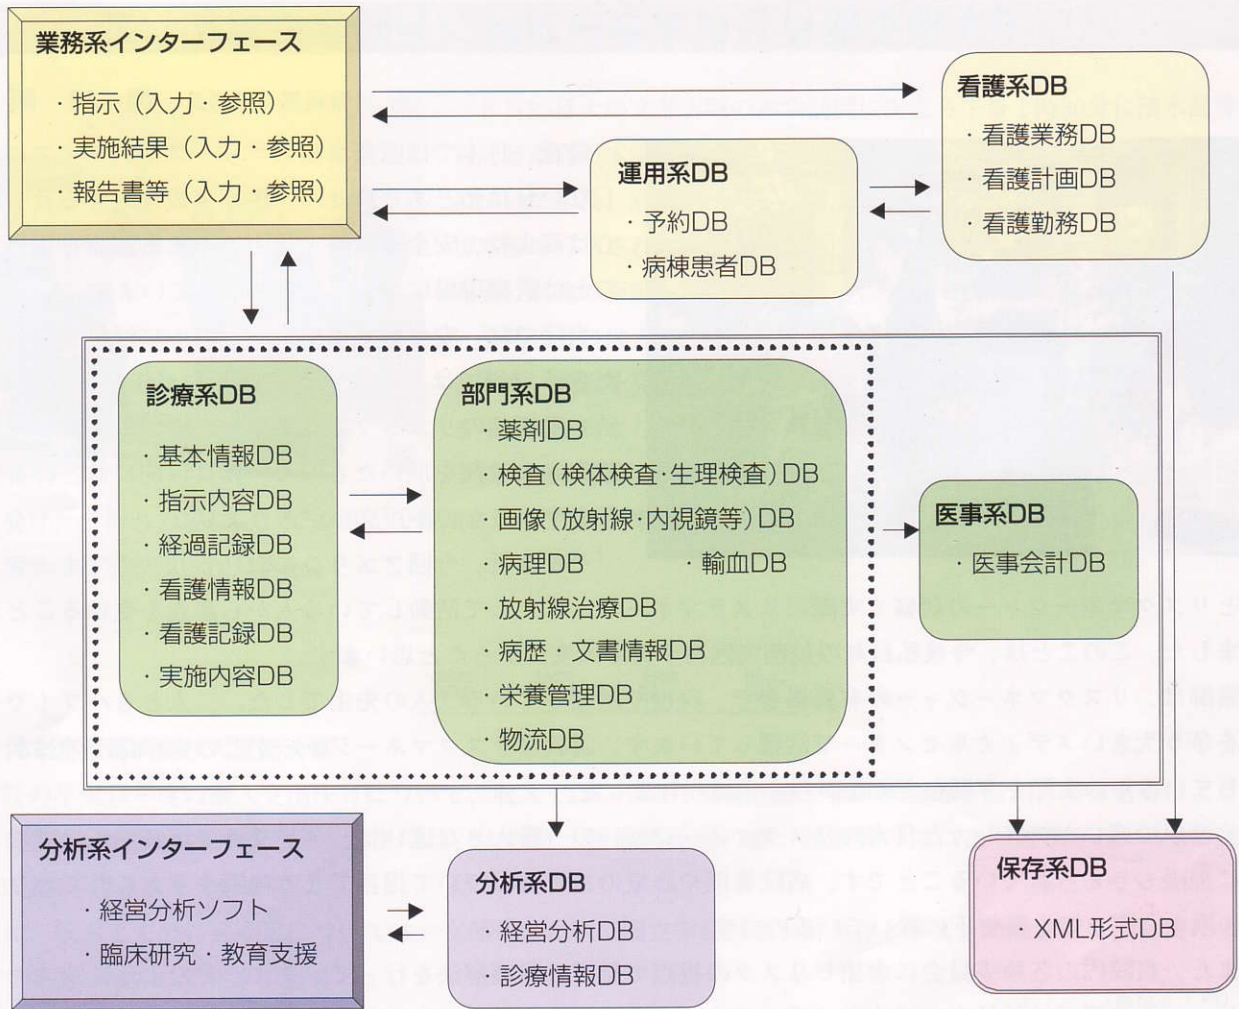 業務系インターフェース
・指示（入力・参照）
・実施結果（入力・参照）
・報告書等（入力・参照）
看護系DB
・看護業務DB
・看護計画DB
・看護勤務DB
運用系DB
・予約DB
・病棟患者DB
診療系DB
・基本情報DB
・指示内容DB
・経過記録DB
・看護情報DB
・看護記録DB
・実施内容DB
部門系DB
・薬剤DB
・検査（検体検査・生理検査）DB
・画像（放射線・内視鏡等）DB
・病理DB ・輸血DB
・放射線治療DB
・病歴・文書情報DB
・栄養管理DB
・物流DB
医事系DB
・医事会計DB
分析系インターフェース
・経営分析ソフト
・臨床研究・教育支援
分析系DB
・経営分析DB
・診療情報DB
保存系DB
・XML形式DB